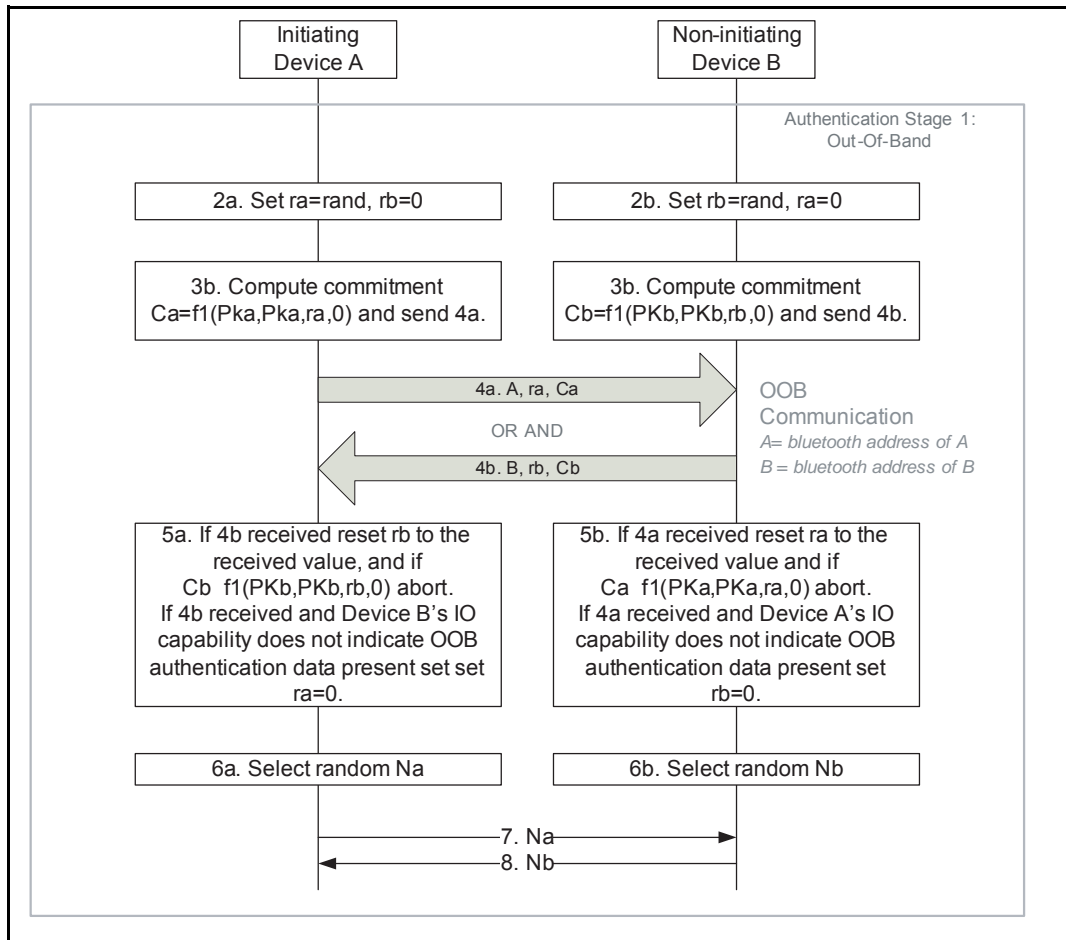 Initiating
Device A
Non-initiating
Device B
Authentication Stage 1:
Out-Of-Band
2a. Set ra=rand, rb=0
2b. Set rb=rand, ra=0
3b. Compute commitment
Ca=f1(Pka,Pka,ra,0) and send 4a.
3b. Compute commitment
Cb=f1(PKb,PKb,rb,0) and send 4b.
4a. A, ra, Ca
OR AND
4b. B, rb, Cb
OOB
Communication
A= bluetooth address of A
B = bluetooth address of B
5a. If 4b received reset rb to the
received value, and if
Cb f1(PKb,PKb,rb,0) abort.
If 4b received and Device B's IO
capability does not indicate OOB
authentication data present set set
ra=0.
5b. If 4a received reset ra to the
received value and if
Ca f1(PKa,PKa,ra,0) abort.
If 4a received and Device A's IO
capability does not indicate OOB
authentication data present set
rb=0.
6a. Select random Na
6b. Select random Nb
7. Na
8. Nb